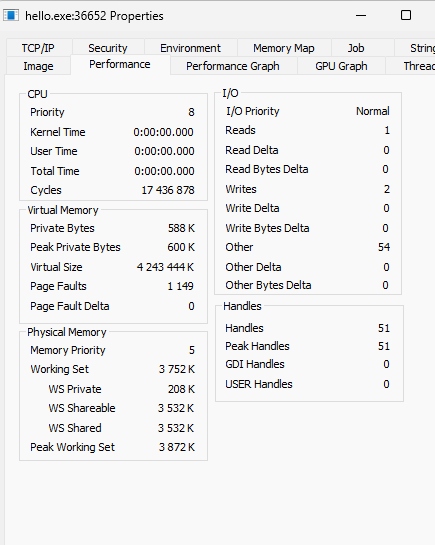 hello.exe:36652 Properties
TCP/IP Security Environment Memory Map Job String
Image Performance Performance Graph GPU Graph Thread
CPU
Priority 8
Kernel Time 0:00:00.000
User Time 0:00:00.000
Total Time 0:00:00.000
Cycles 17 436 878
Virtual Memory
Private Bytes 588 K
Peak Private Bytes 600 K
Virtual Size 4 243 444 K
Page Faults 1 149
Page Fault Delta 0
Physical Memory
Memory Priority 5
Working Set 3 752 K
WS Private 208 K
WS Shareable 3 532 K
WS Shared 3 532 K
Peak Working Set 3 872 K
I/O
I/O Priority Normal
Reads 1
Read Delta 0
Read Bytes Delta 0
Writes 2
Write Delta 0
Write Bytes Delta 0
Other 54
Other Delta 0
Other Bytes Delta 0
Handles
Handles 51
Peak Handles 51
GDI Handles 0
USER Handles 0